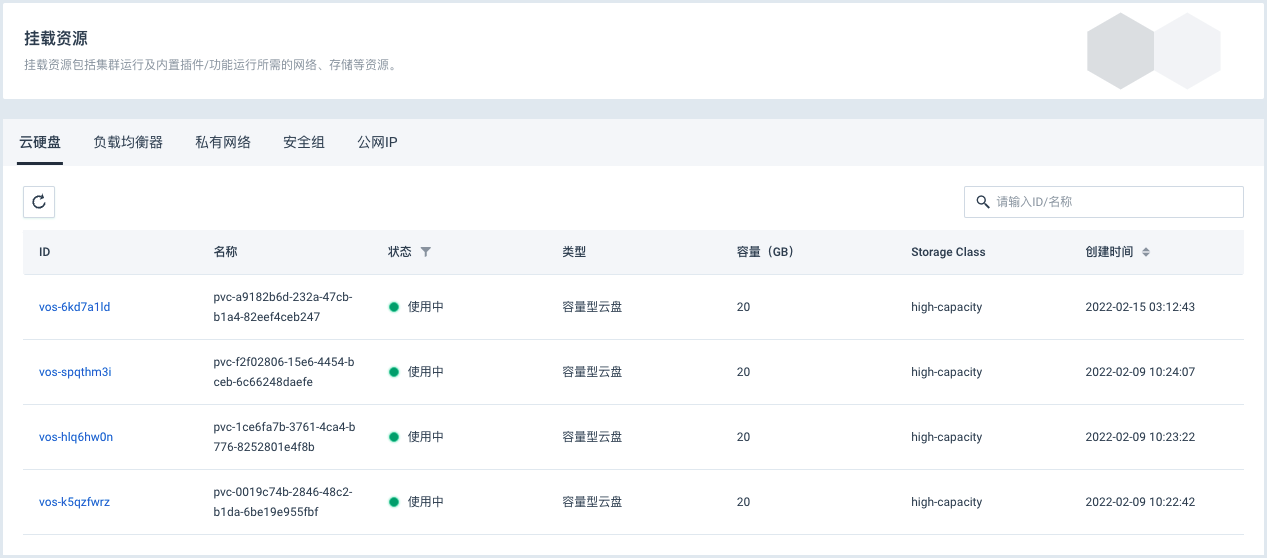 挂载资源
挂载资源包括集群运行及内置插件/功能运行所需的网络、存储等资源。
云硬盘 负载均衡器 私有网络 安全组 公网IP
请输入ID/名称
ID 名称 状态 类型 容量（GB） Storage Class 创建时间
vos-6kd7a1ld pvc-a9182b6d-232a-47cb-b1a4-82eef4ceb247 使用中 容量型云盘 20 high-capacity 2022-02-15 03:12:43
vos-spqthm3i pvc-f2f02806-15e6-4454-bceb-6c66248daefe 使用中 容量型云盘 20 high-capacity 2022-02-09 10:24:07
vos-hlq6hw0n pvc-1ce6fa7b-3761-4ca4-b776-8252801e4f8b 使用中 容量型云盘 20 high-capacity 2022-02-09 10:23:22
vos-k5qzfwrz pvc-0019c74b-2846-48c2-b1da-6be19e955fbf 使用中 容量型云盘 20 high-capacity 2022-02-09 10:22:42